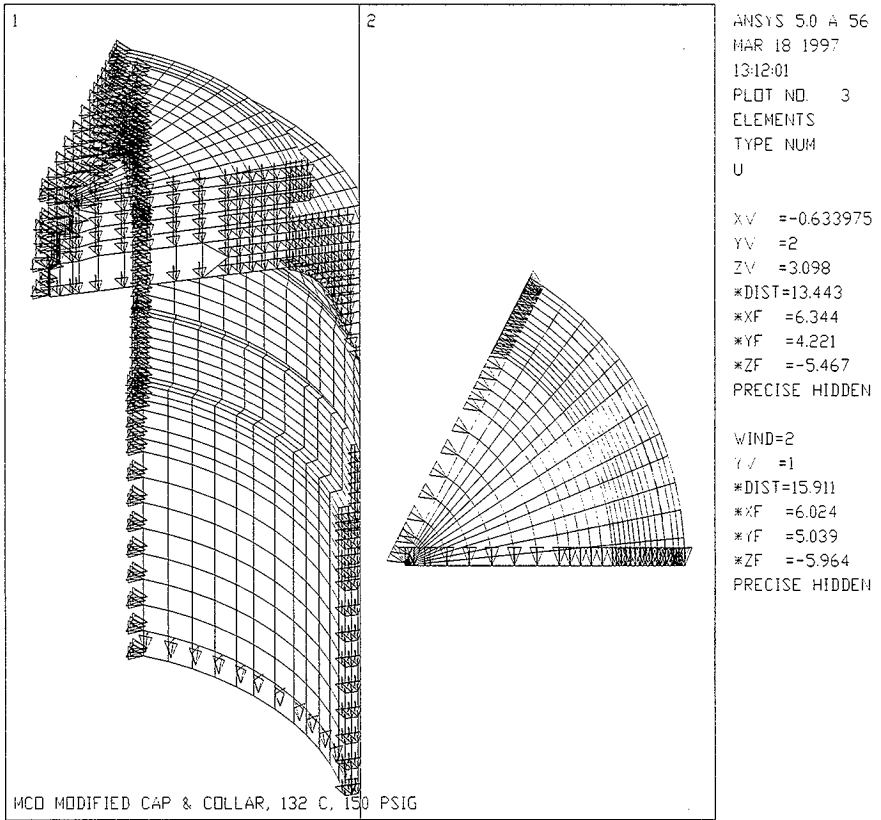 1
2
ANSYS 5.0 A 56
MAR 18 1997
13:12:01
PLOT NO. 3
ELEMENTS
TYPE NUM
U
XV =-0.633975
YV =2
ZV =3.098
*DIST=13.443
*XF =6.344
*YF =4.221
*ZF =-5.467
PRECISE HIDDEN
WIND=2
YV =1
*DIST=15.911
*XF =6.024
*YF =5.039
*ZF =-5.964
PRECISE HIDDEN
MCO MODIFIED CAP & COLLAR, 132 C, 150 PSIG